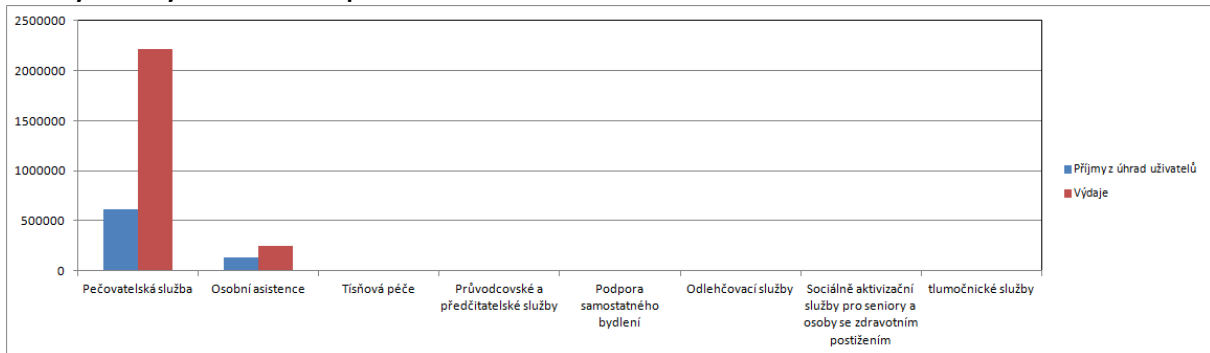 2500000
2000000
1500000
1000000
500000
0
Pečovatelská služba
Osobní asistence
Tísňová péče
Průvodcovské a
předčitatelské služby
Podpora
samostatného
bydlení
Odlehčovací služby
Sociálně aktivizační
služby pro seniory a
osoby se zdravotním
postižením
tlumočnické služby
Příjmy z úhrad uživatelů
Výdaje